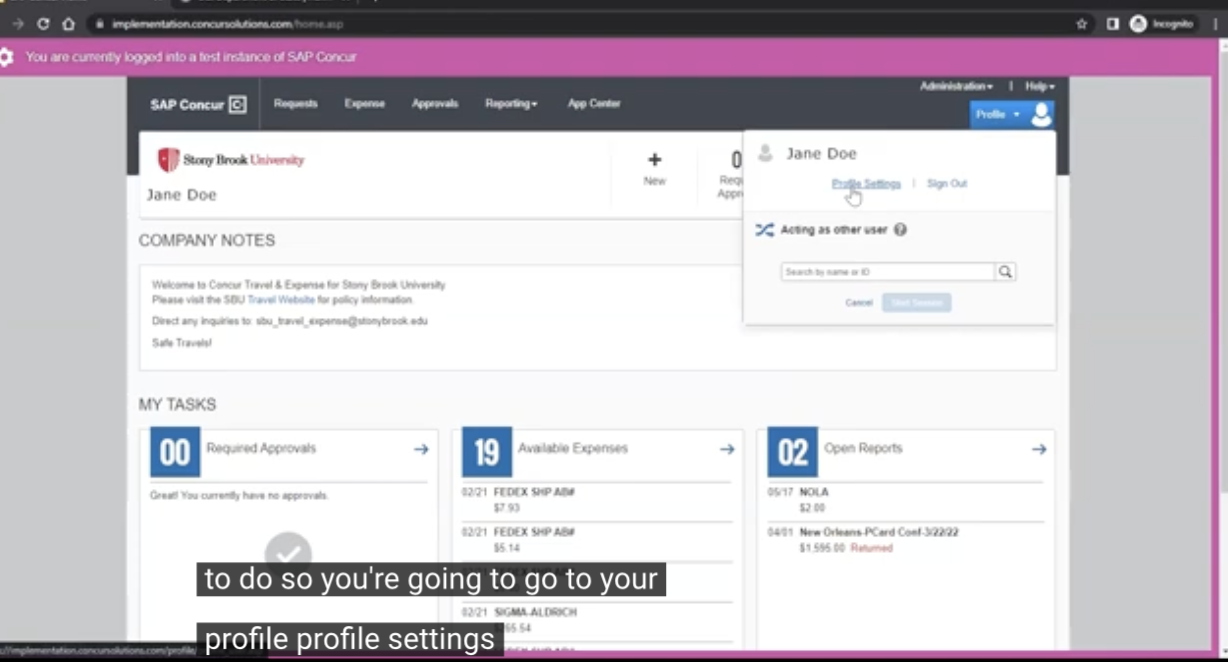 implementation.concursolutions.com/home.asp
Incognito
You are currently logged into a test instance of SAP Concur
Administration
Help
SAP Concur C
Requests
Expense
Approvals
Reporting
App Center
Profile
Stony Brook University
Jane Doe
+
New
0
Requ
Appr
Jane Doe
Profile Settings | Sign Out
Acting as other user ?
Search by name or ID
Cancel
Start Session
COMPANY NOTES
Welcome to Concur Travel & Expense for Stony Brook University
Please visit the SBU Travel Website for policy information.
Direct any inquiries to: sbu_travel_expense@stonybrook.edu
Safe Travels!
MY TASKS
00 Required Approvals
Great! You currently have no approvals.
19 Available Expenses
02/21 FEDEX SHP AB#
$7.93
02/21 FEDEX SHP AB#
$5.14
02/21 SIGMA-ALDRICH
02 Open Reports
05/17 NOLA
$2.00
04/01 New Orleans-PCard Conf-3/22/22
$1,595.00 Returned
to do so you're going to go to your
profile profile settings
://implementation.concursolutions.com/profile/